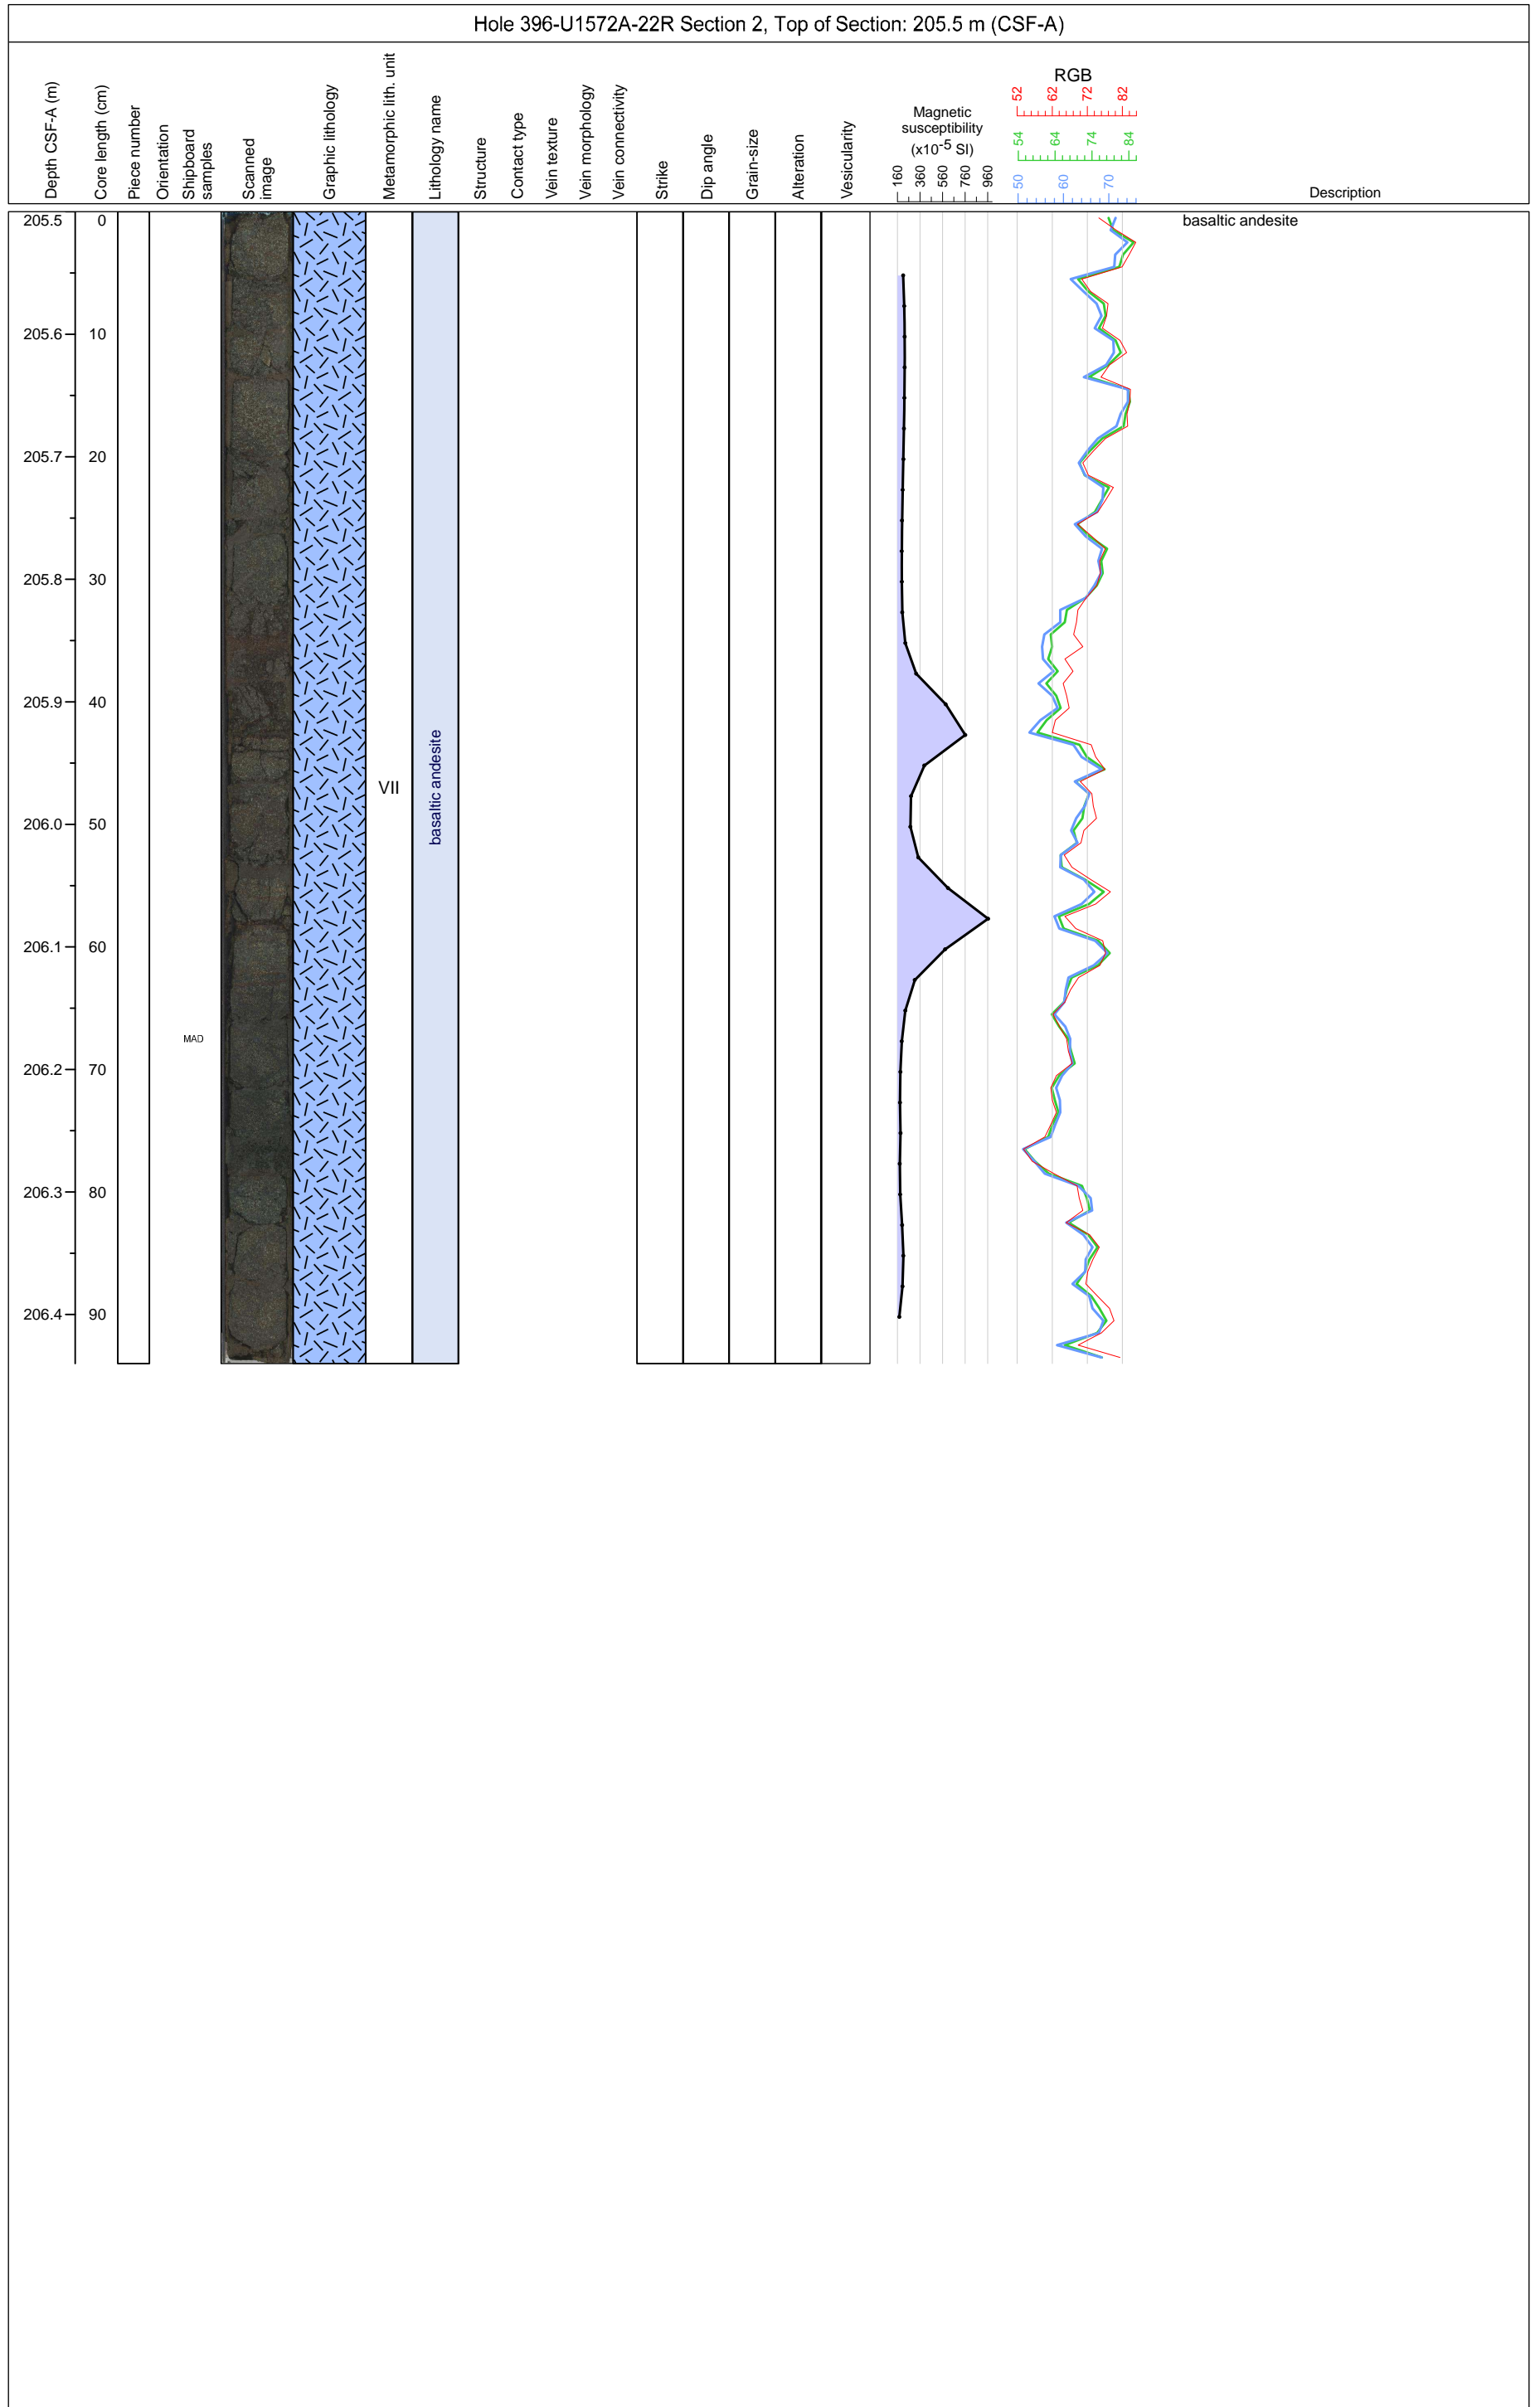 Hole 396-U1572A-22R Section 2, Top of Section: 205.5 m (CSF-A)
Depth CSF-A (m)
Core length (cm)
Piece number
Orientation
Shipboard
samples
Scanned
image
Graphic lithology
Metamorphic lith. unit
Lithology name
Structure
Contact type
Vein texture
Vein morphology
Vein connectivity
Strike
Dip angle
Grain-size
Alteration
Vesicularity
Magnetic
susceptibility
(x10-5 SI)
160 360 560 760 960
RGB
52 62 72 82
54 64 74 84
50 60 70
Description
205.5 0
basaltic andesite
205.6 10
205.7 20
205.8 30
205.9 40
basaltic andesite
VII
206.0 50
206.1 60
MAD
206.2 70
206.3 80
206.4 90